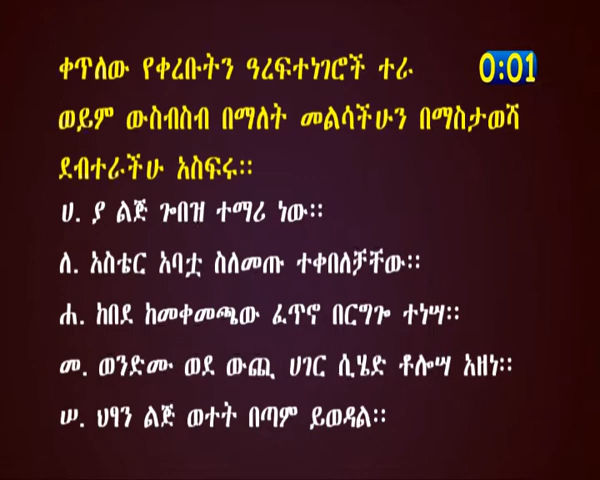 ቀጥለው የቀረቡትን ዓረፍተነገሮች ተራ 0:01
ወይም ውስብስብ በማለት መልሳችሁን በማስታወሻ
ደብተራችሁ አስፍሩ፡፡
ሀ. ያ ልጅ ጐበዝ ተማሪ ነው፡፡
ለ. አስቴር አባቷ ስለመጡ ተቀበለቻቸው፡፡
ሐ. ከበደ ከመቀመጫው ፈጥኖ በርግጐ ተነሣ፡፡
መ. ወንድሙ ወደ ውጪ ሀገር ሲሄድ ቶሎሣ አዘነ፡፡
ሠ. ህፃን ልጅ ወተት በጣም ይወዳል፡፡